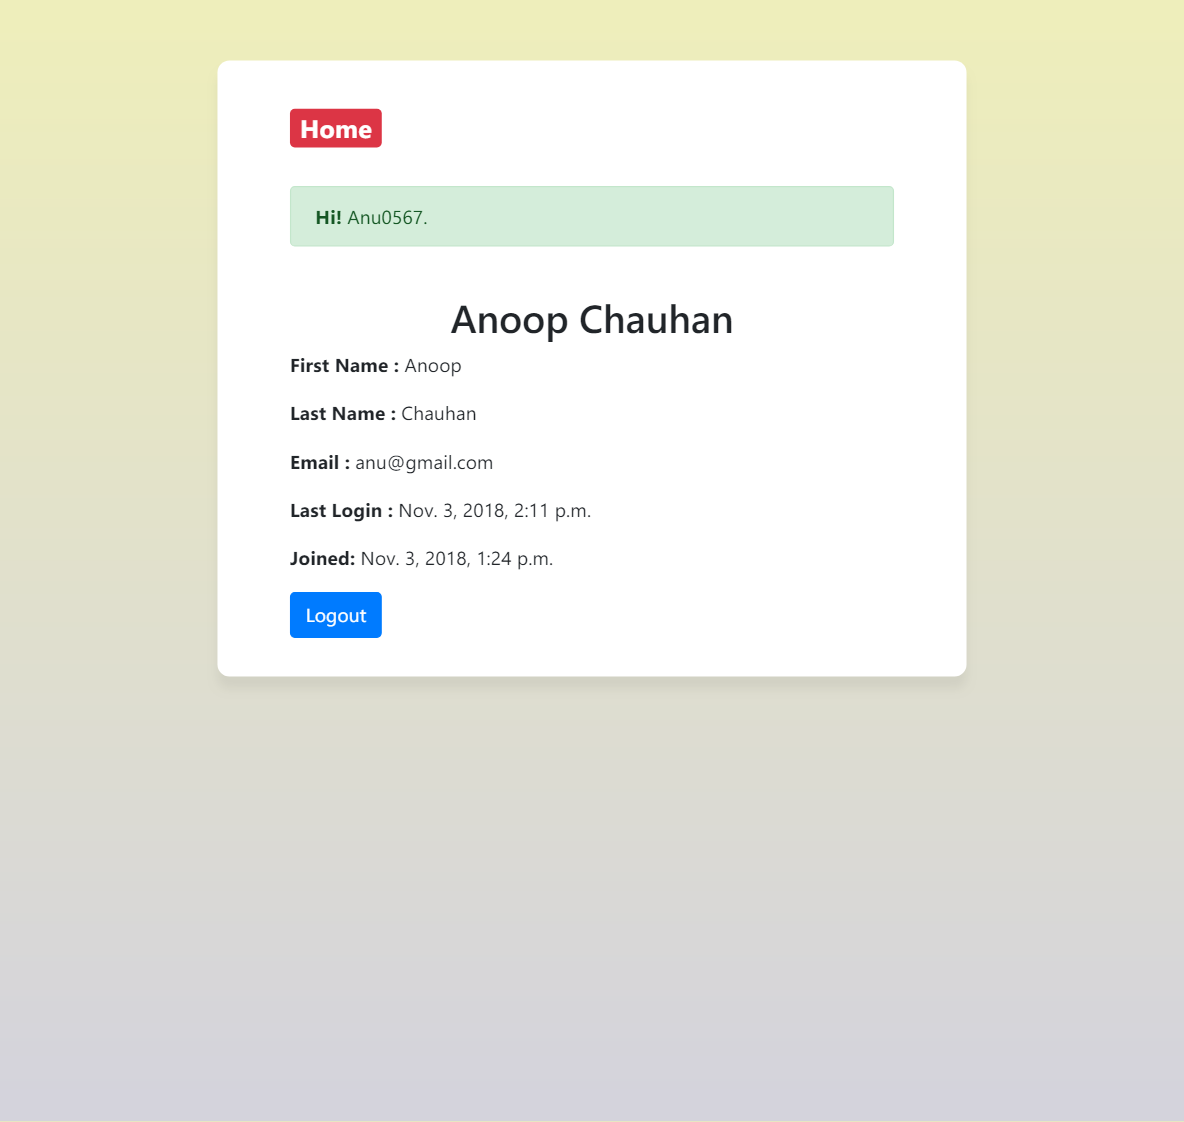 Home
Hi! Anu0567.
Anoop Chauhan
First Name : Anoop
Last Name : Chauhan
Email : anu@gmail.com
Last Login : Nov. 3, 2018, 2:11 p.m.
Joined: Nov. 3, 2018, 1:24 p.m.
Logout